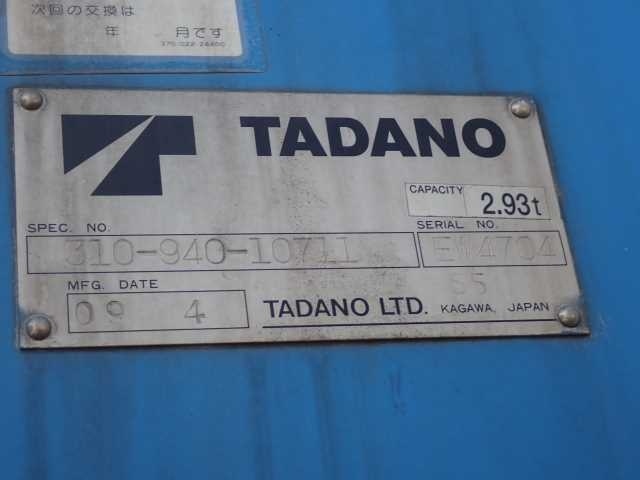 次回の交換は
年 月です
TADANO
CAPACITY 2.93t
SPEC. NO. SERIAL NO.
310-940-10711 EW4704
MFG. DATE S5
09 4 TADANO LTD. KAGAWA, JAPAN